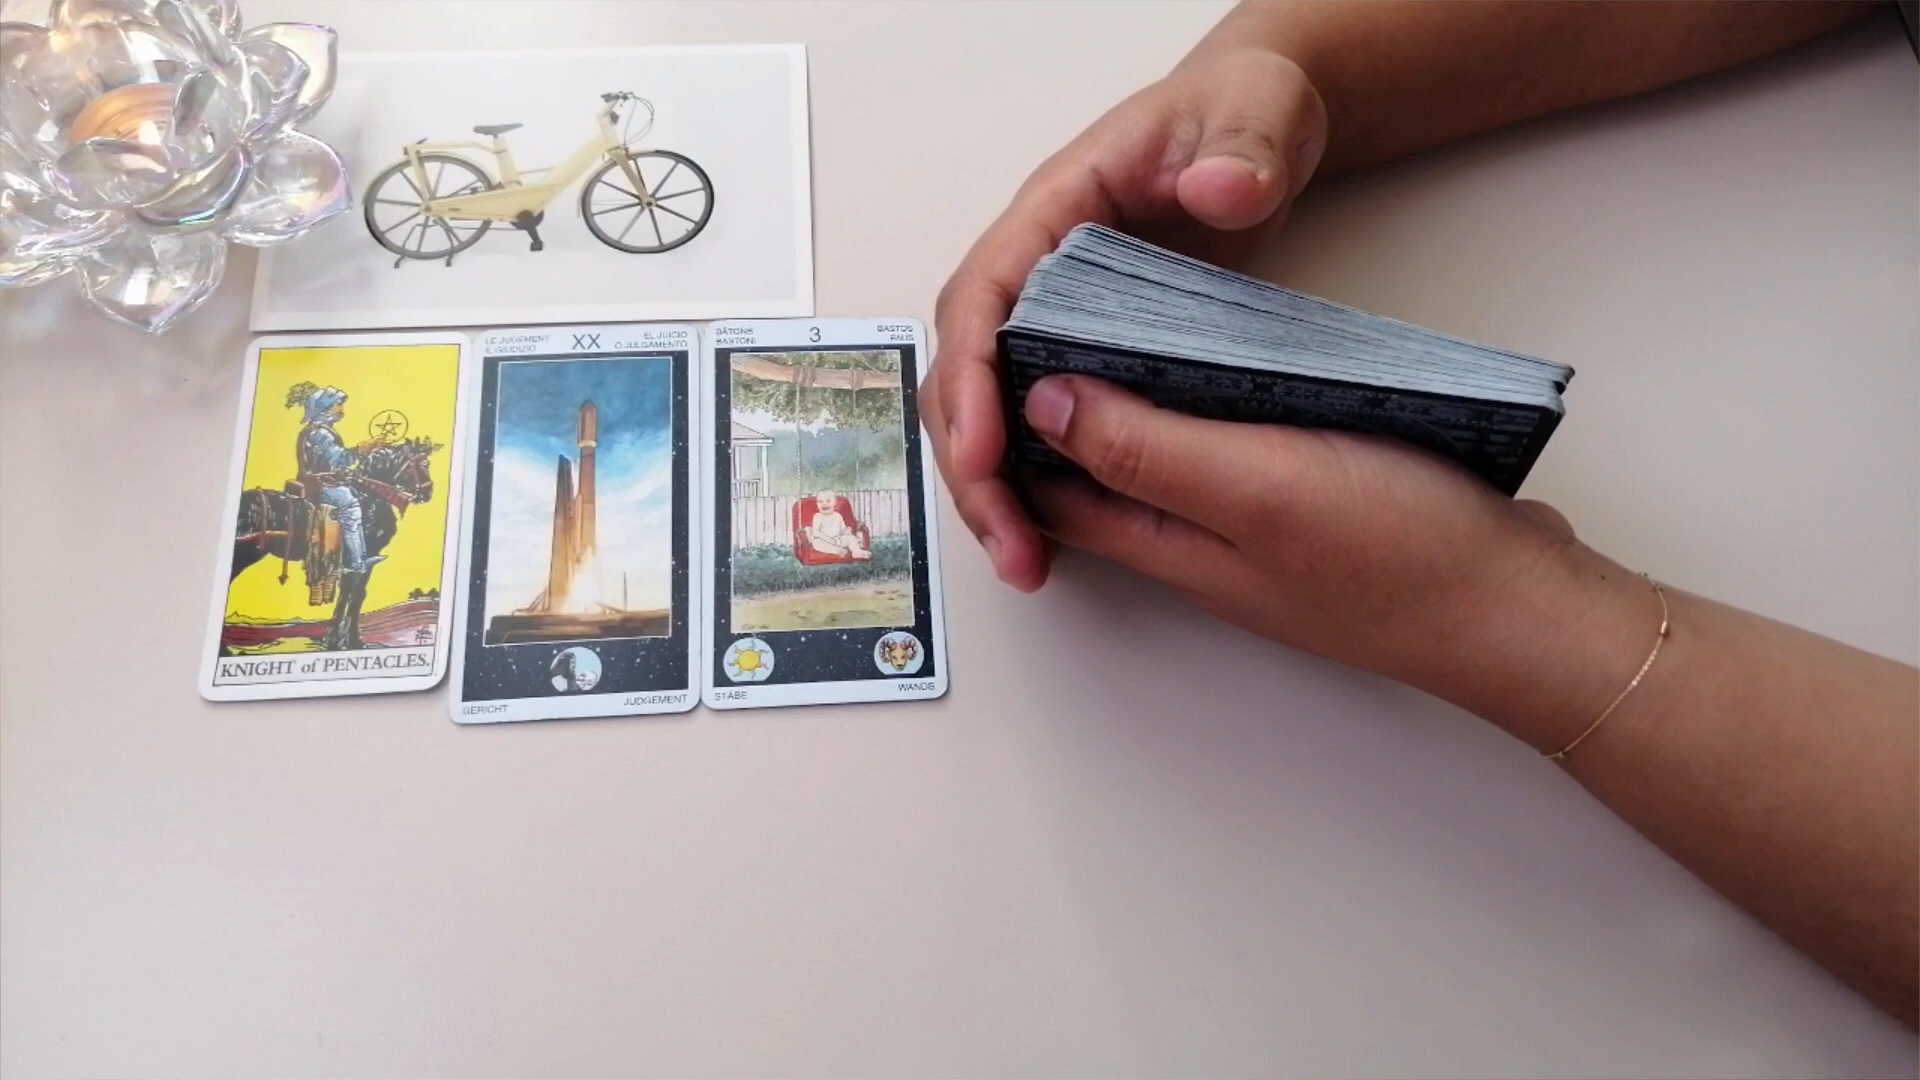 KNIGHT of PENTACLES.
LE JUGEMENT
IL GIUDIZIO
XX
EL JUICIO
O JULGAMENTO
GERICHT
JUDGEMENT
BÂTONS
BASTONI
3
BASTOS
PAUS
STÄBE
WANDS